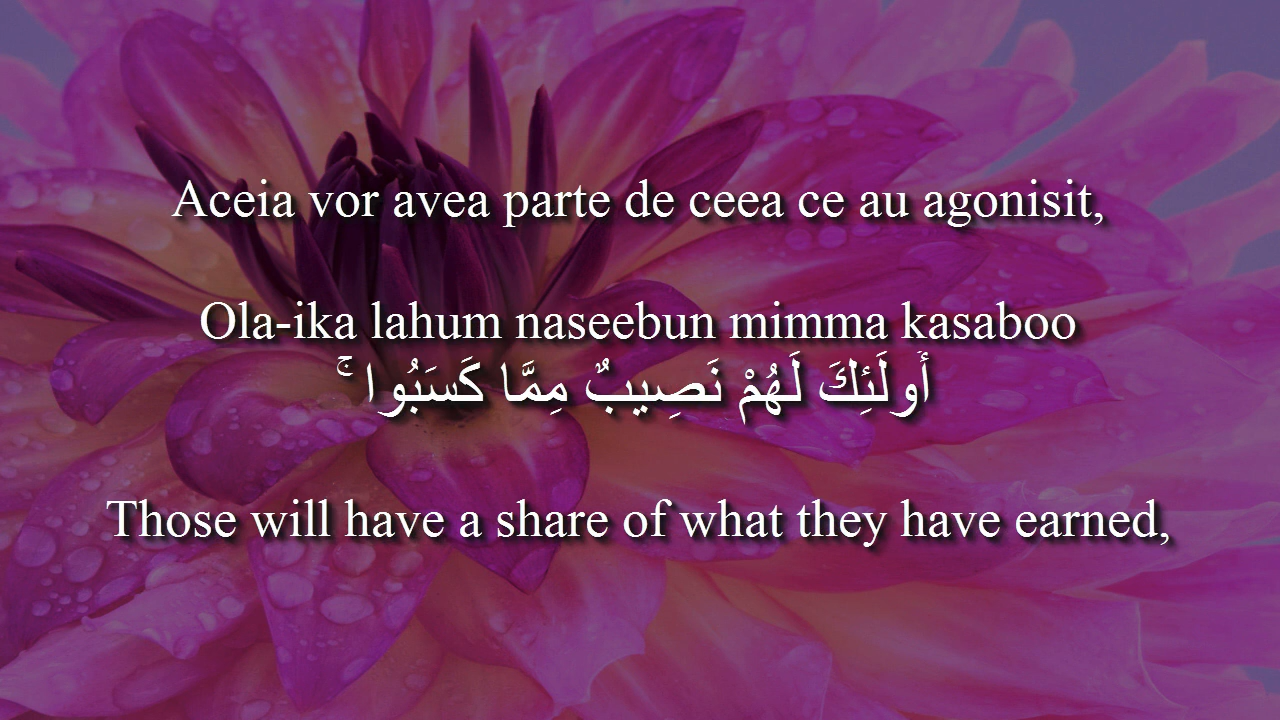 Aceia vor avea parte de ceea ce au agonisit,
Ola-ika lahum naseebun mimma kasaboo
أولَئِكَ لَهُمْ نَصِيبٌ مِمَّا كَسَبُوا ۚ
Those will have a share of what they have earned,